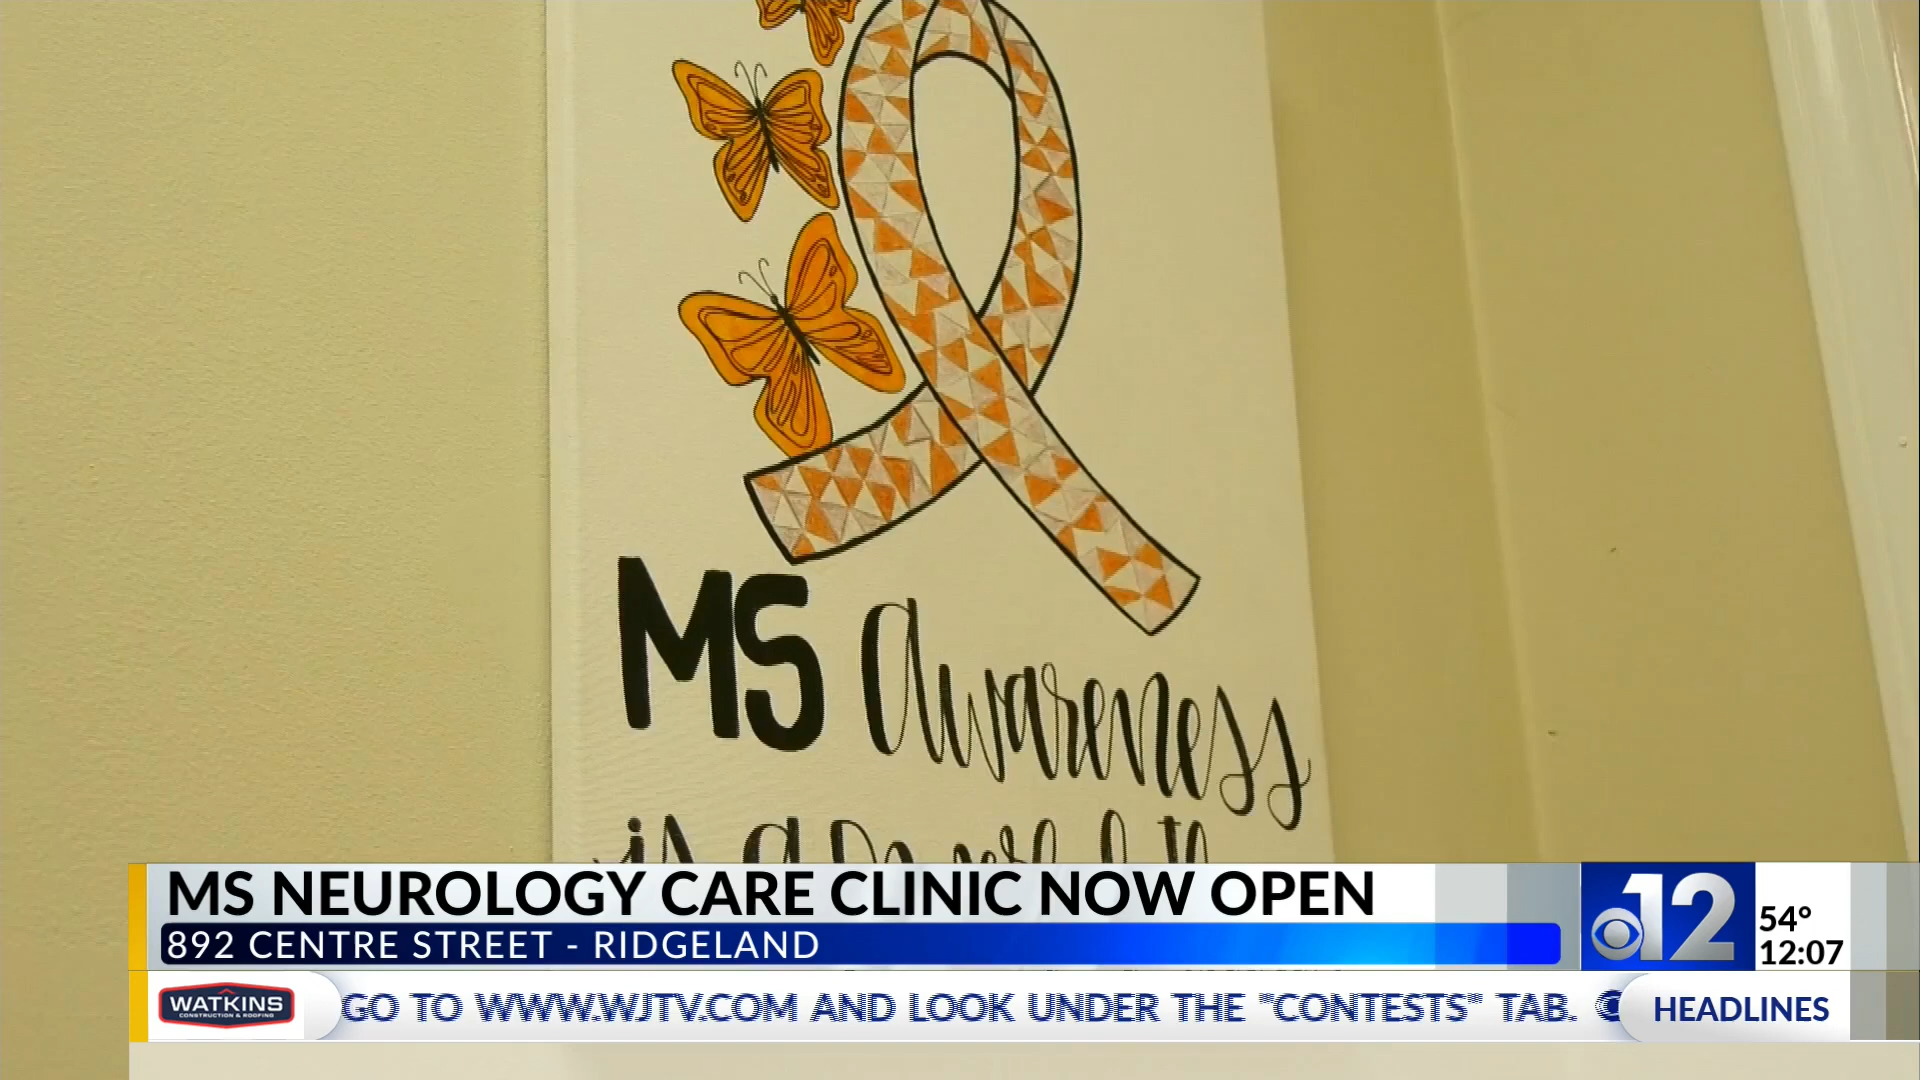 MS Awareness
is a
MS NEUROLOGY CARE CLINIC NOW OPEN
892 CENTRE STREET - RIDGELAND
12
54°
12:07
WATKINS
CONSTRUCTION & ROOFING
GO TO WWW.WJTV.COM AND LOOK UNDER THE "CONTESTS" TAB.
HEADLINES